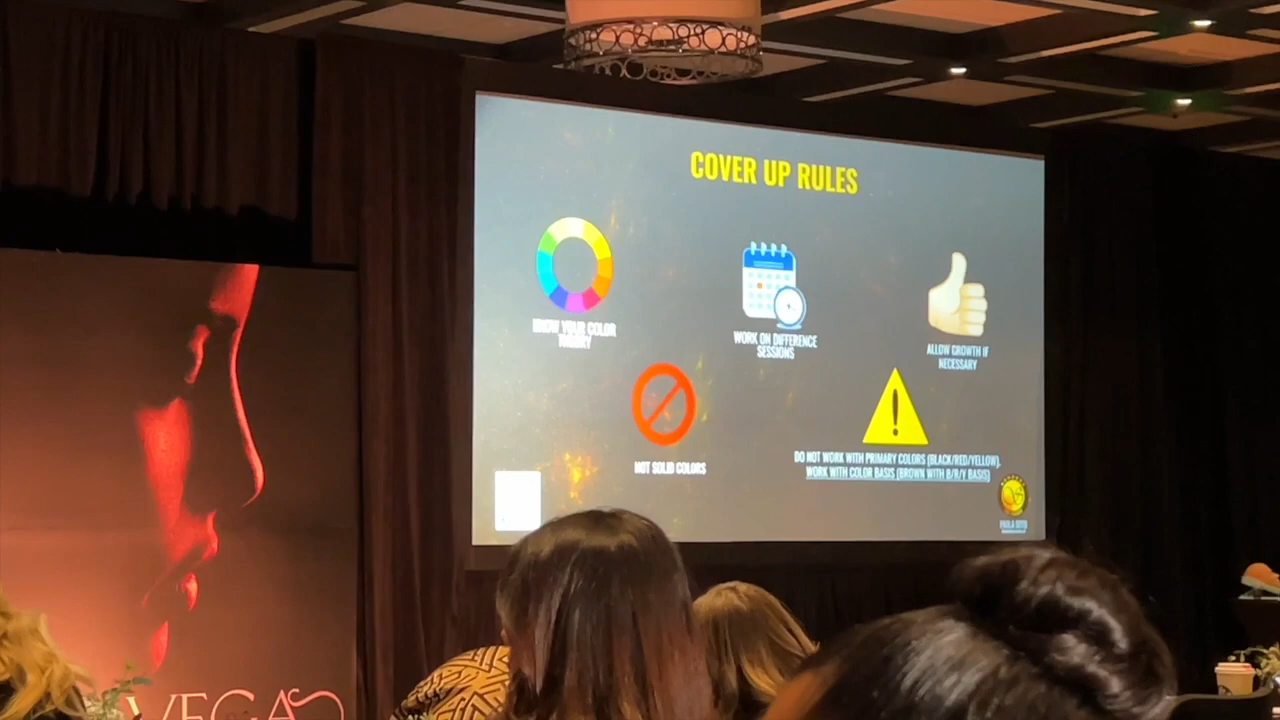 COVER UP RULES
KNOW YOUR COLOR
THEORY
WORK ON DIFFERENCE
SESSIONS
ALLOW GROWTH IF
NECESSARY
NOT SOLID COLORS
DO NOT WORK WITH PRIMARY COLORS (BLACK/RED/YELLOW).
WORK WITH COLOR BASIS (BROWN WITH B/R/Y BASIS)
VEGAS